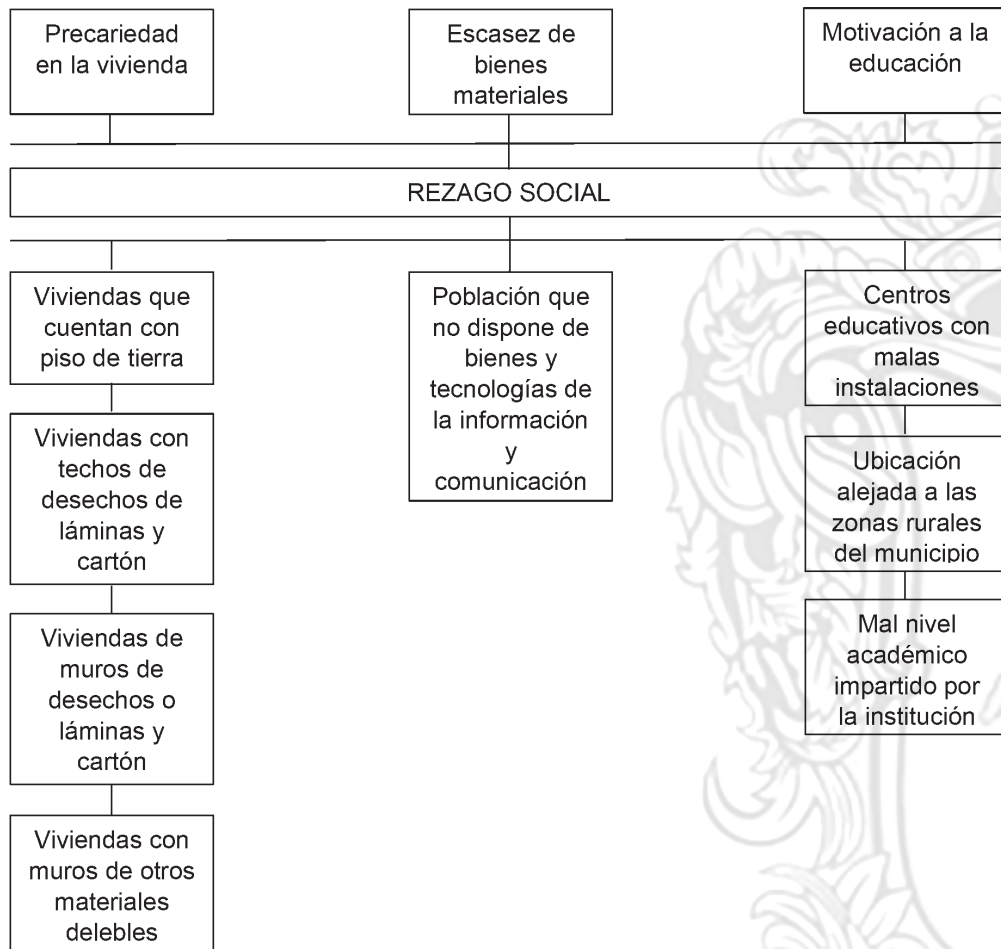 Precariedad
en la vivienda
Escasez de
bienes
materiales
Motivación a la
educación
REZAGO SOCIAL
Viviendas que
cuentan con
piso de tierra
Viviendas con
techos de
desechos de
láminas y
cartón
Viviendas de
muros de
desechos o
láminas y
cartón
Viviendas con
muros de otros
materiales
delebles
Población que
no dispone de
bienes y
tecnologías de
la información
y
comunicación
Centros
educativos con
malas
instalaciones
Ubicación
alejada a las
zonas rurales
del municipio
Mal nivel
académico
impartido por
la institución